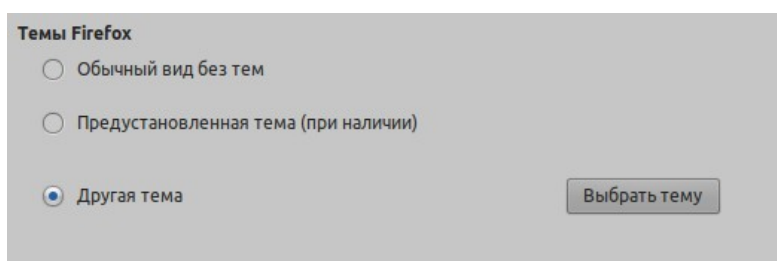 Темы Firefox
Обычный вид без тем
Предустановленная тема (при наличии)
Другая тема
Выбрать тему